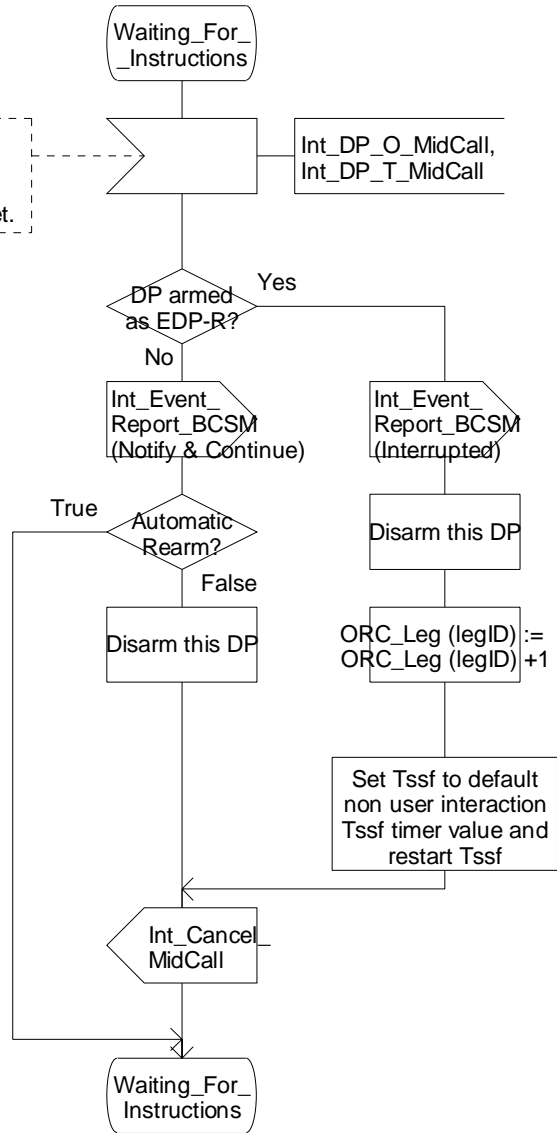 Waiting_For_
_Instructions
Int_DP_O_MidCall,
Int_DP_T_MidCall
et.
DP armed
as EDP-R?
Yes
No
Int_Event_
Report_BCSM
(Notify & Continue)
Int_Event_
Report_BCSM
(Interrupted)
True
Automatic
Rearm?
False
Disarm this DP
Disarm this DP
ORC_Leg (legID) :=
ORC_Leg (legID) +1
Set Tssf to default
non user interaction
Tssf timer value and
restart Tssf
Int_Cancel_
MidCall
Waiting_For_
Instructions